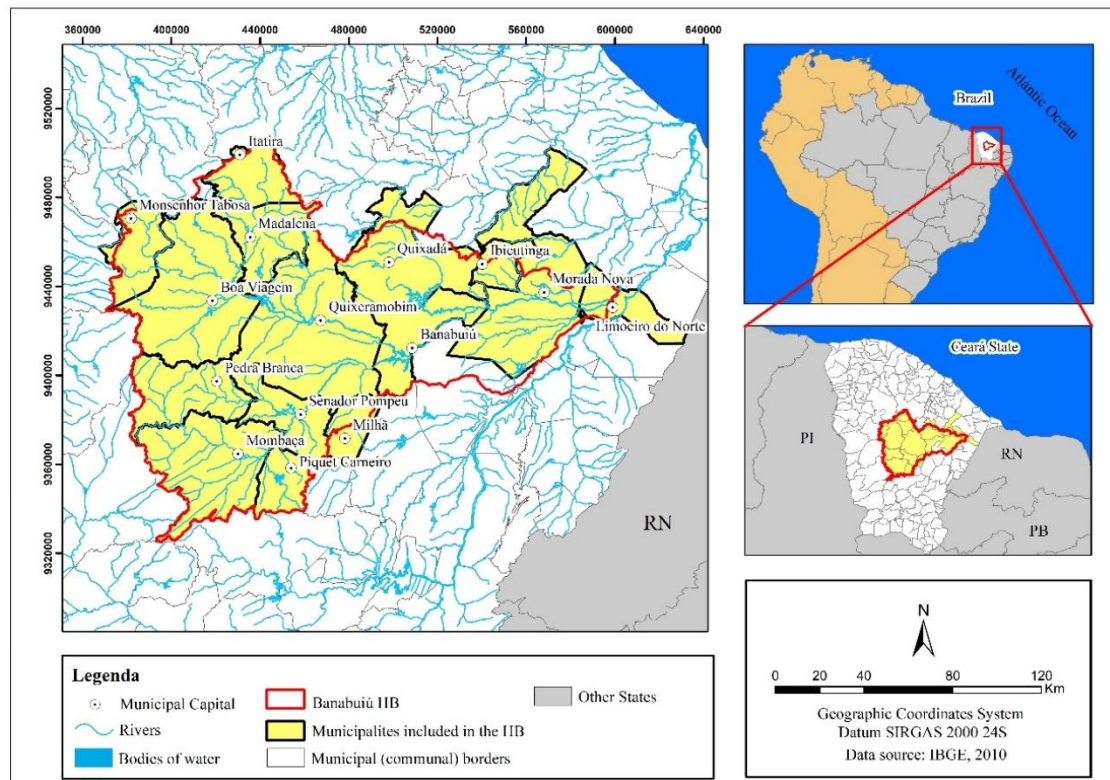 360000 400000 440000 480000 520000 560000 600000 640000
9520000
9480000
9440000
9400000
9360000
9320000
Itatira
Monsenhor Tabosa
Madalena
Quixadá
Ibicutinga
Boa Viagem
Morada Nova
Quixeramobim
Limoeiro do Norte
Banabuiú
Pedra Branca
Senador Pompeu
Milhã
Mombaça
Piquet Carneiro
RN
Brazil
Atlantic Ocean
Ceará State
PI
RN
PB
Legenda
Municipal Capital
Rivers
Bodies of water
Banabuiú HB
Municipalites included in the HB
Municipal (communal) borders
Other States
N
0 20 40 60 80 120
Km
Geographic Coordinates System
Datum SIRGAS 2000 24S
Data source: IBGE, 2010